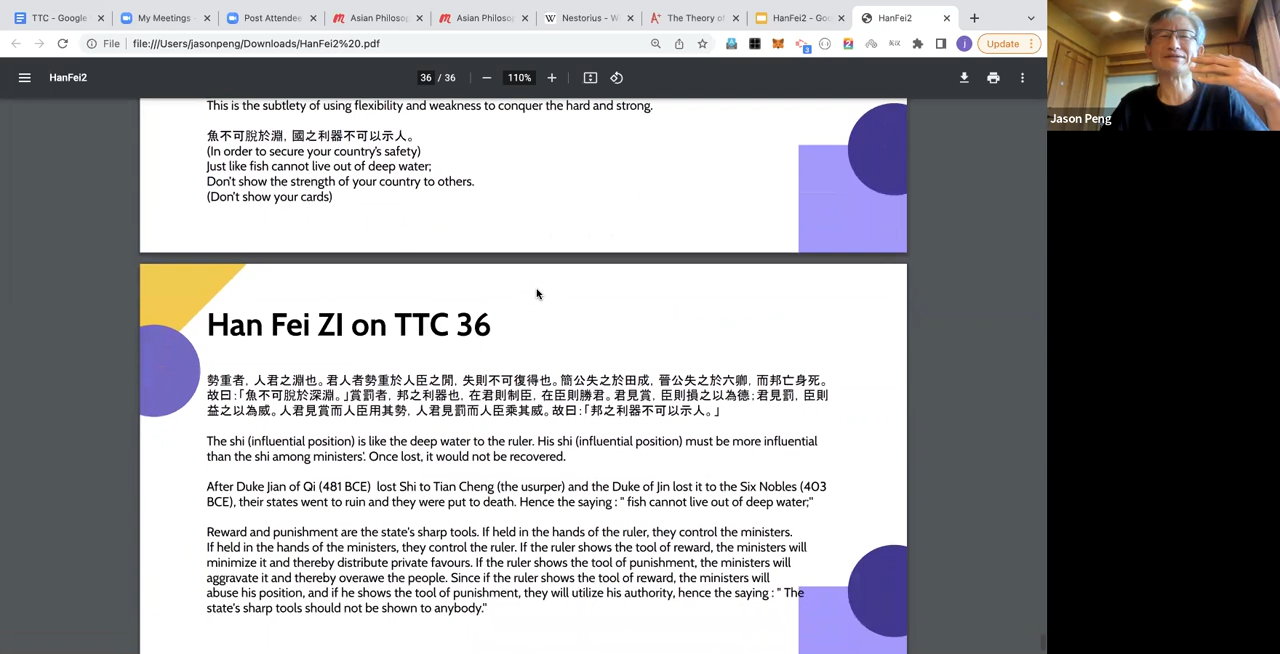 TTC - Google
My Meetings -
Post Attendee
Asian Philosop
Asian Philosop
Nestorius - W
The Theory of
HanFei2 - Goo
HanFei2
File
file:///Users/jasonpeng/Downloads/HanFei2%20.pdf
Update
HanFei2
36 / 36
110%
Jason Peng
This is the subtlety of using flexibility and weakness to conquer the hard and strong.
魚不可脫於淵，國之利器不可以示人。
(In order to secure your country's safety)
Just like fish cannot live out of deep water;
Don't show the strength of your country to others.
(Don't show your cards)
Han Fei ZI on TTC 36
勢重者，人君之淵也。君人者勢重於人臣之閒，失則不可復得也。簡公失之於田成，晉公失之於六卿，而邦亡身死。
故曰：「魚不可脫於深淵。」賞罰者，邦之利器也，在君則制臣，在臣則勝君。君見賞，臣則損之以為德；君見罰，臣則
益之以為威。人君見賞而人臣用其勢，人君見罰而人臣乘其威。故曰：「邦之利器不可以示人。」
The shi (influential position) is like the deep water to the ruler. His shi (influential position) must be more influential
than the shi among ministers'. Once lost, it would not be recovered.
After Duke Jian of Qi (481 BCE) lost Shi to Tian Cheng (the usurper) and the Duke of Jin lost it to the Six Nobles (403
BCE), their states went to ruin and they were put to death. Hence the saying : " fish cannot live out of deep water;"
Reward and punishment are the state's sharp tools. If held in the hands of the ruler, they control the ministers.
If held in the hands of the ministers, they control the ruler. If the ruler shows the tool of reward, the ministers will
minimize it and thereby distribute private favours. If the ruler shows the tool of punishment, the ministers will
aggravate it and thereby overawe the people. Since if the ruler shows the tool of reward, the ministers will
abuse his position, and if he shows the tool of punishment, they will utilize his authority, hence the saying : " The
state's sharp tools should not be shown to anybody."